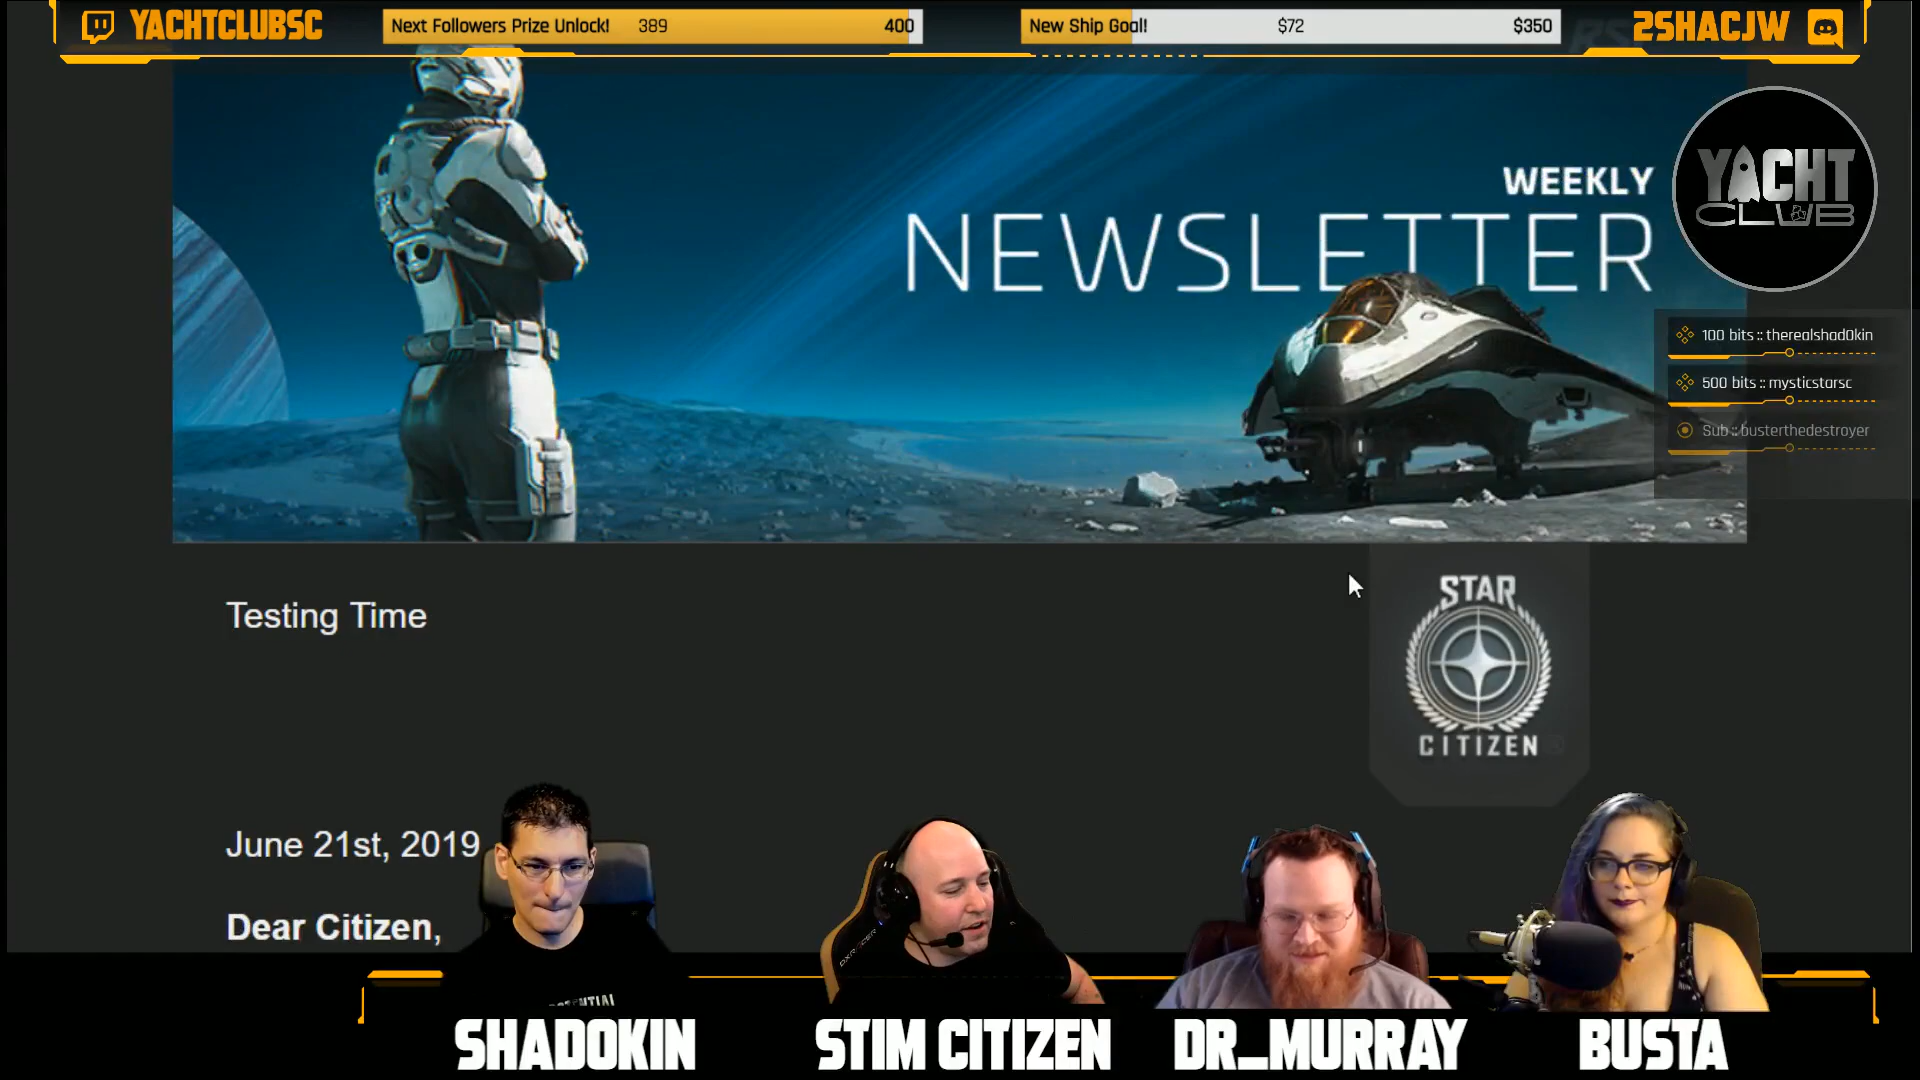 YACHTCLUBSC
Next Followers Prize Unlock! 389 400
New Ship Goal! $72 $350
2SHACJW
WEEKLY
NEWSLETTER
YACHT
CLUB
100 bits :: therealshad0kin
500 bits :: mysticstarsc
Sub :: busterthedestroyer
Testing Time
STAR
CITIZEN
June 21st, 2019
Dear Citizen,
SHADOKIN
STIM CITIZEN
DR_MURRAY
BUSTA